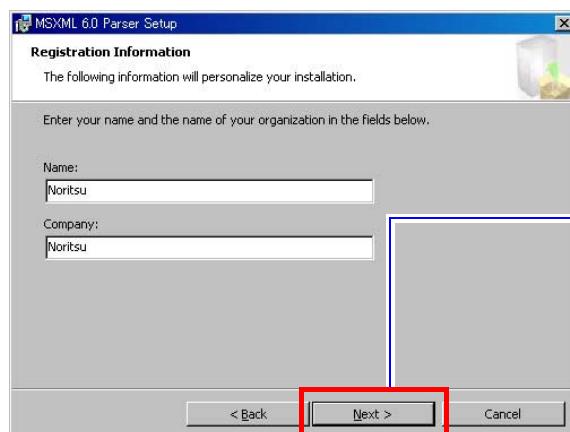 MSXML 6.0 Parser Setup
Registration Information
The following information will personalize your installation.
Enter your name and the name of your organization in the fields below.
Name:
Noritsu
Company:
Noritsu
< Back
Next >
Cancel